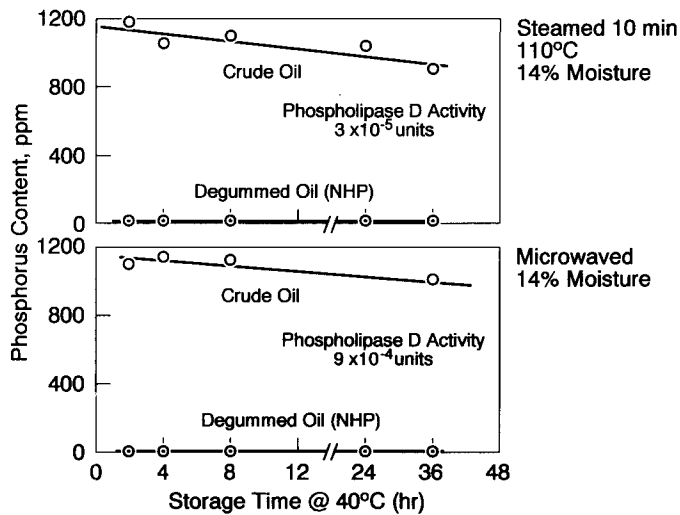 Phosphorus Content, ppm
1200
800
400
0
Crude Oil
Phospholipase D Activity
3 x10⁻⁵ units
Degummed Oil (NHP)
Steamed 10 min
110ºC
14% Moisture
1200
800
400
0
Crude Oil
Phospholipase D Activity
9 x10⁻⁴ units
Degummed Oil (NHP)
Microwaved
14% Moisture
0 4 8 12 24 36 48
Storage Time @ 40ºC (hr)